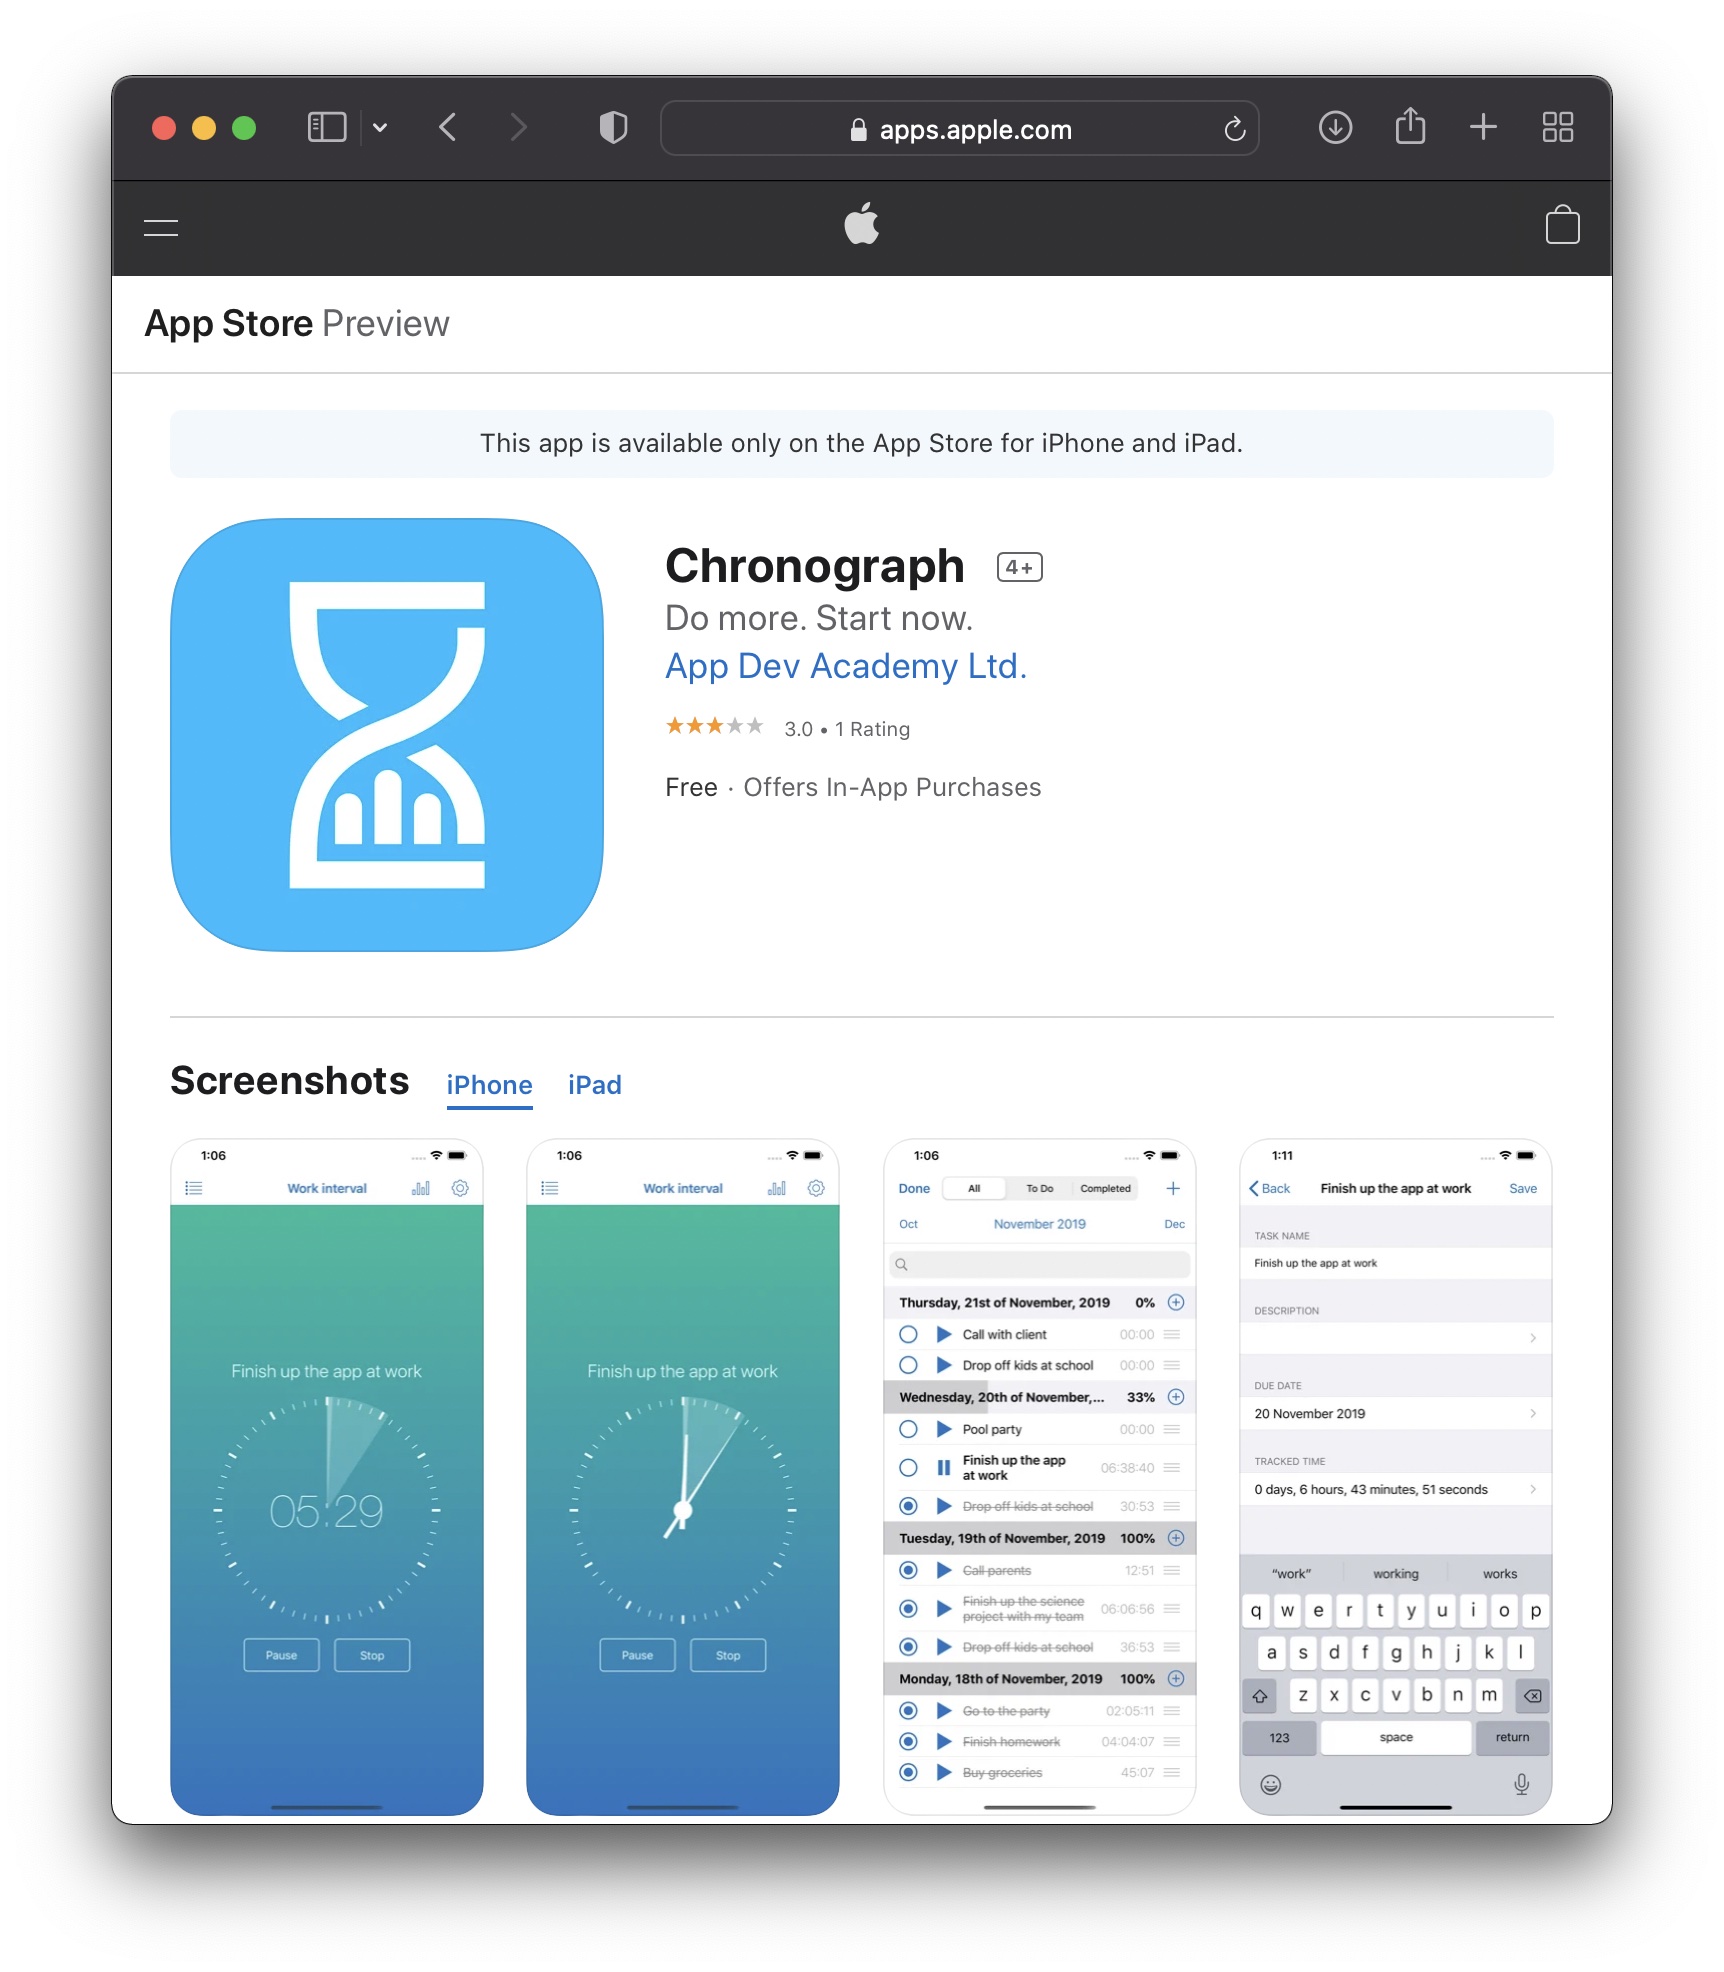 apps.apple.com
App Store Preview
This app is available only on the App Store for iPhone and iPad.
Chronograph 4+
Do more. Start now.
App Dev Academy Ltd.
3.0 • 1 Rating
Free · Offers In-App Purchases
Screenshots iPhone iPad
1:06
Work interval
Finish up the app at work
05:29
Pause Stop
1:06
Work interval
Finish up the app at work
Pause Stop
1:06
Done All To Do Completed
Oct November 2019 Dec
Thursday, 21st of November, 2019 0%
Call with client 00:00
Drop off kids at school 00:00
Wednesday, 20th of November,... 33%
Pool party 00:00
Finish up the app
at work 06:38:40
Drop off kids at school 30:53
Tuesday, 19th of November, 2019 100%
Call parents 12:51
Finish up the science
project with my team 06:06:56
Drop off kids at school 36:53
Monday, 18th of November, 2019 100%
Go to the party 02:05:11
Finish homework 04:04:07
Buy groceries 45:07
1:11
Back Finish up the app at work Save
TASK NAME
Finish up the app at work
DESCRIPTION
DUE DATE
20 November 2019
TRACKED TIME
0 days, 6 hours, 43 minutes, 51 seconds
“work” working works
q w e r t y u i o p
a s d f g h j k l
z x c v b n m
123 space return